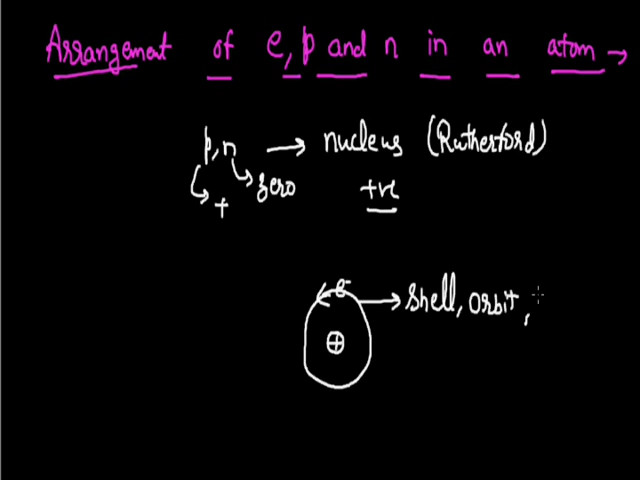 Arrangement of e, p and n in an atom →
p, n → nucleus (Rutherford)
+ zero +ve
e⁻ → shell, orbit,
+